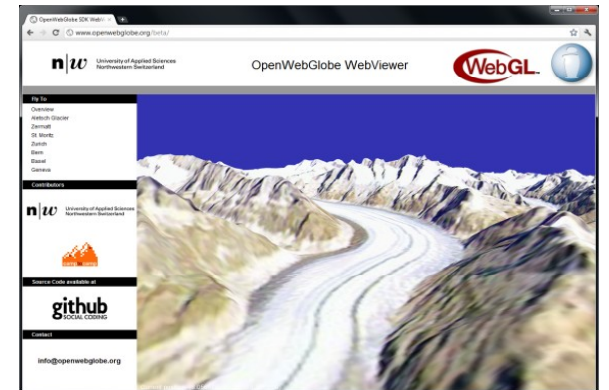 OpenWebGlobe SDK WebV
www.openwebglobe.org/beta/
n|w University of Applied Sciences
Northwestern Switzerland
OpenWebGlobe WebViewer
WebGL
Fly To
Overview
Aletsch Glacier
Zermatt
St. Moritz
Zurich
Bern
Basel
Geneva
Contributors
n|w University of Applied Sciences
Northwestern Switzerland
Source Code available at
github
SOCIAL CODING
Contact
info@openwebglobe.org